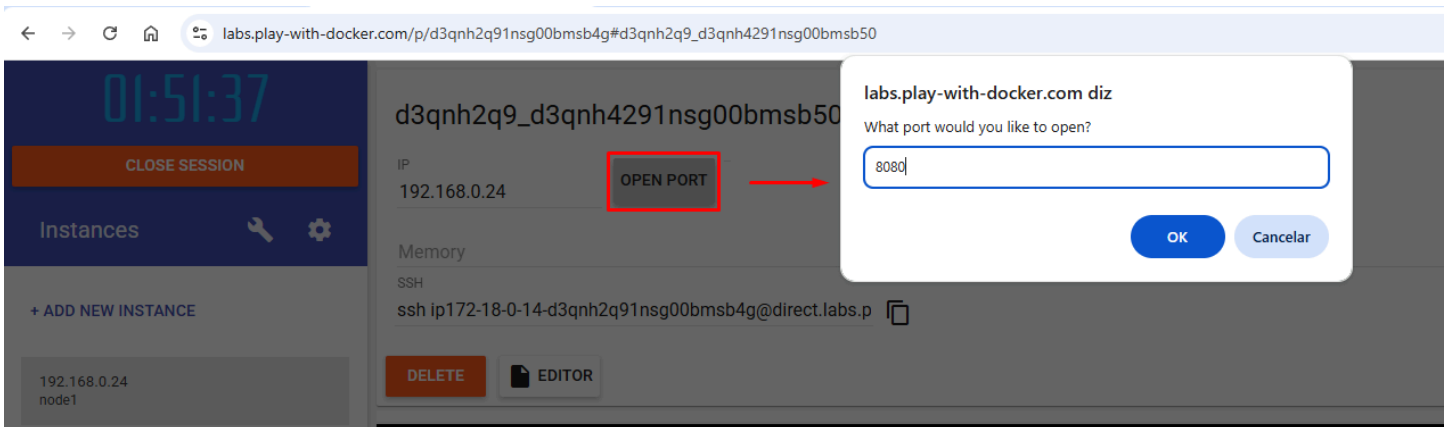 labs.play-with-docker.com/p/d3qnh2q91nsg00bmsb4g#d3qnh2q9_d3qnh4291nsg00bmsb50
01:51:37
CLOSE SESSION
Instances
+ ADD NEW INSTANCE
192.168.0.24
node1
d3qnh2q9_d3qnh4291nsg00bmsb50
IP
192.168.0.24
OPEN PORT
Memory
SSH
ssh ip172-18-0-14-d3qnh2q91nsg00bmsb4g@direct.labs.p
DELETE
EDITOR
labs.play-with-docker.com diz
What port would you like to open?
8080
OK
Cancelar